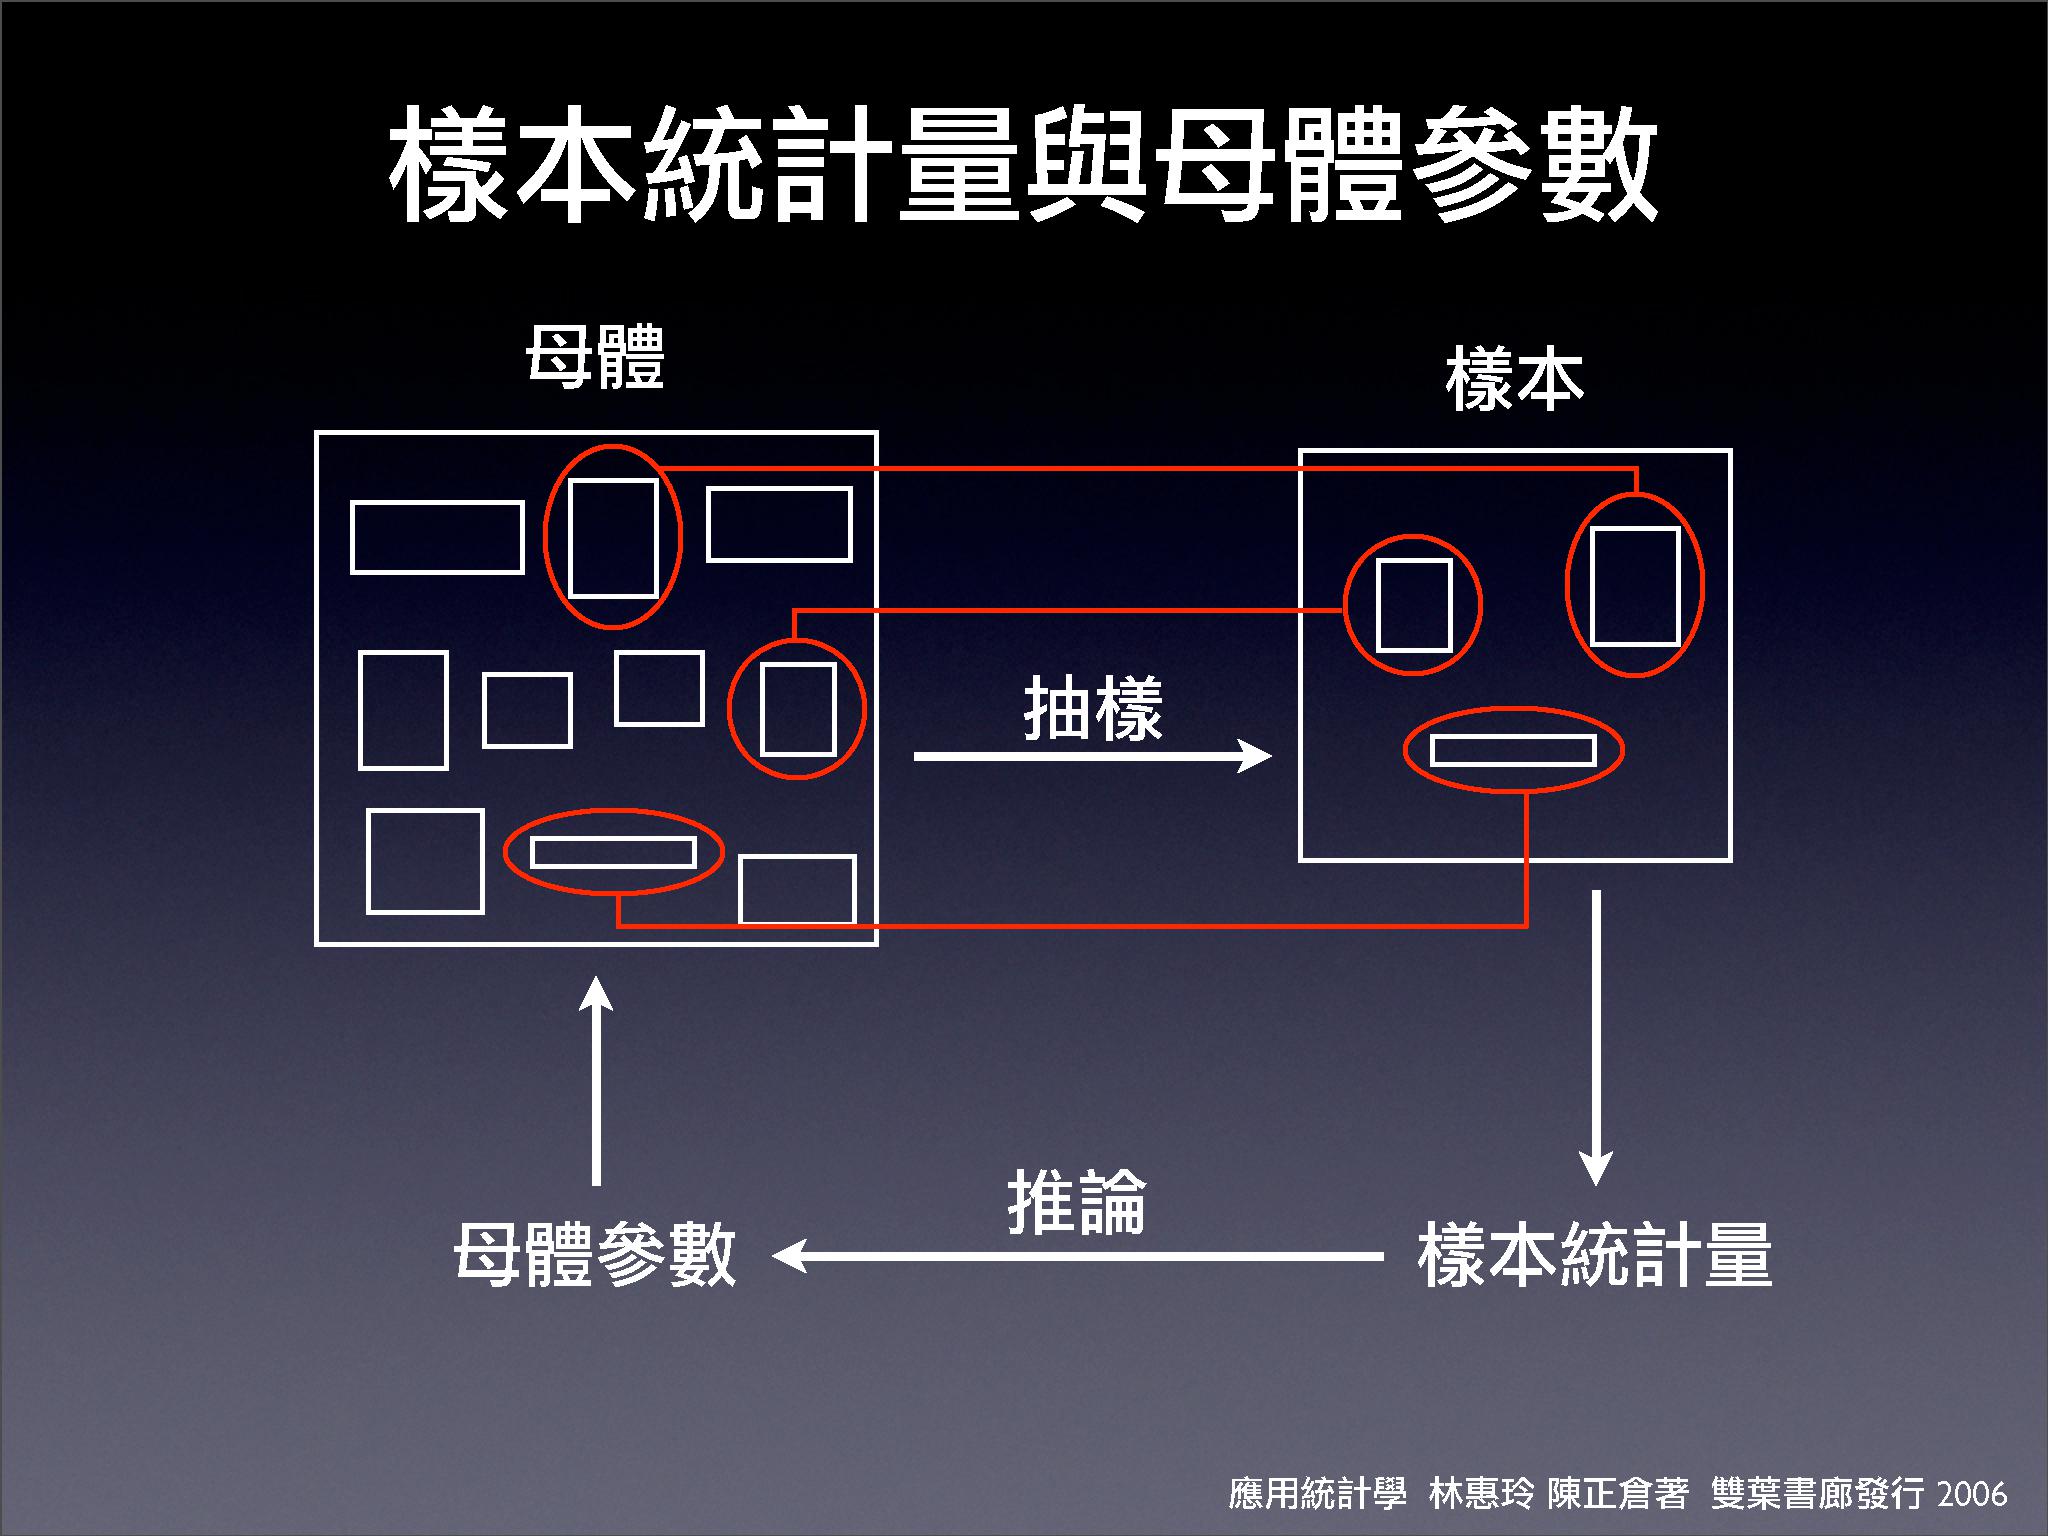 樣本統計量與母體參數
母體
樣本
抽樣
推論
母體參數
樣本統計量
應用統計學 林惠玲 陳正倉著 雙葉書廊發行 2006